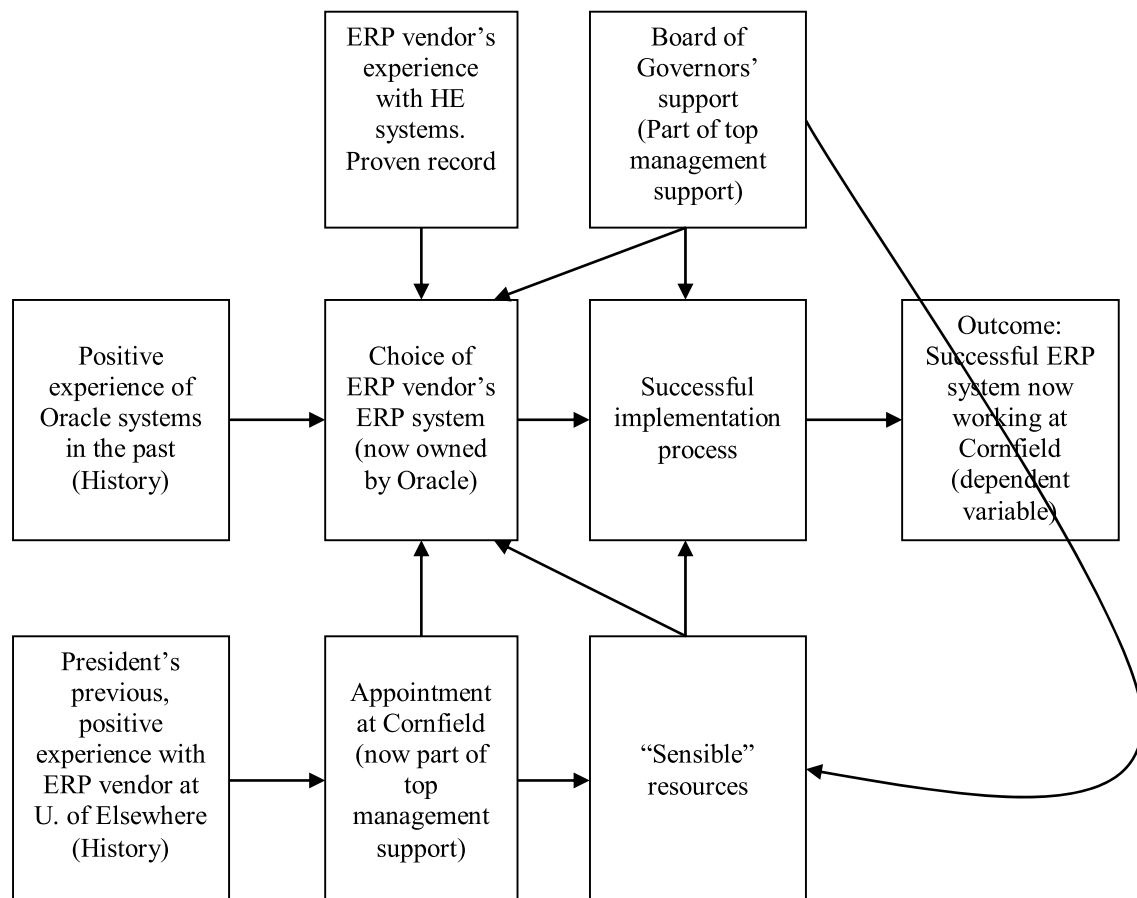 ERP vendor’s
experience
with HE
systems.
Proven record
Board of
Governors’
support
(Part of top
management
support)
Positive
experience of
Oracle systems
in the past
(History)
Choice of
ERP vendor’s
ERP system
(now owned
by Oracle)
Successful
implementation
process
Outcome:
Successful ERP
system now
working at
Cornfield
(dependent
variable)
President’s
previous,
positive
experience with
ERP vendor at
U. of Elsewhere
(History)
Appointment
at Cornfield
(now part of
top
management
support)
“Sensible”
resources